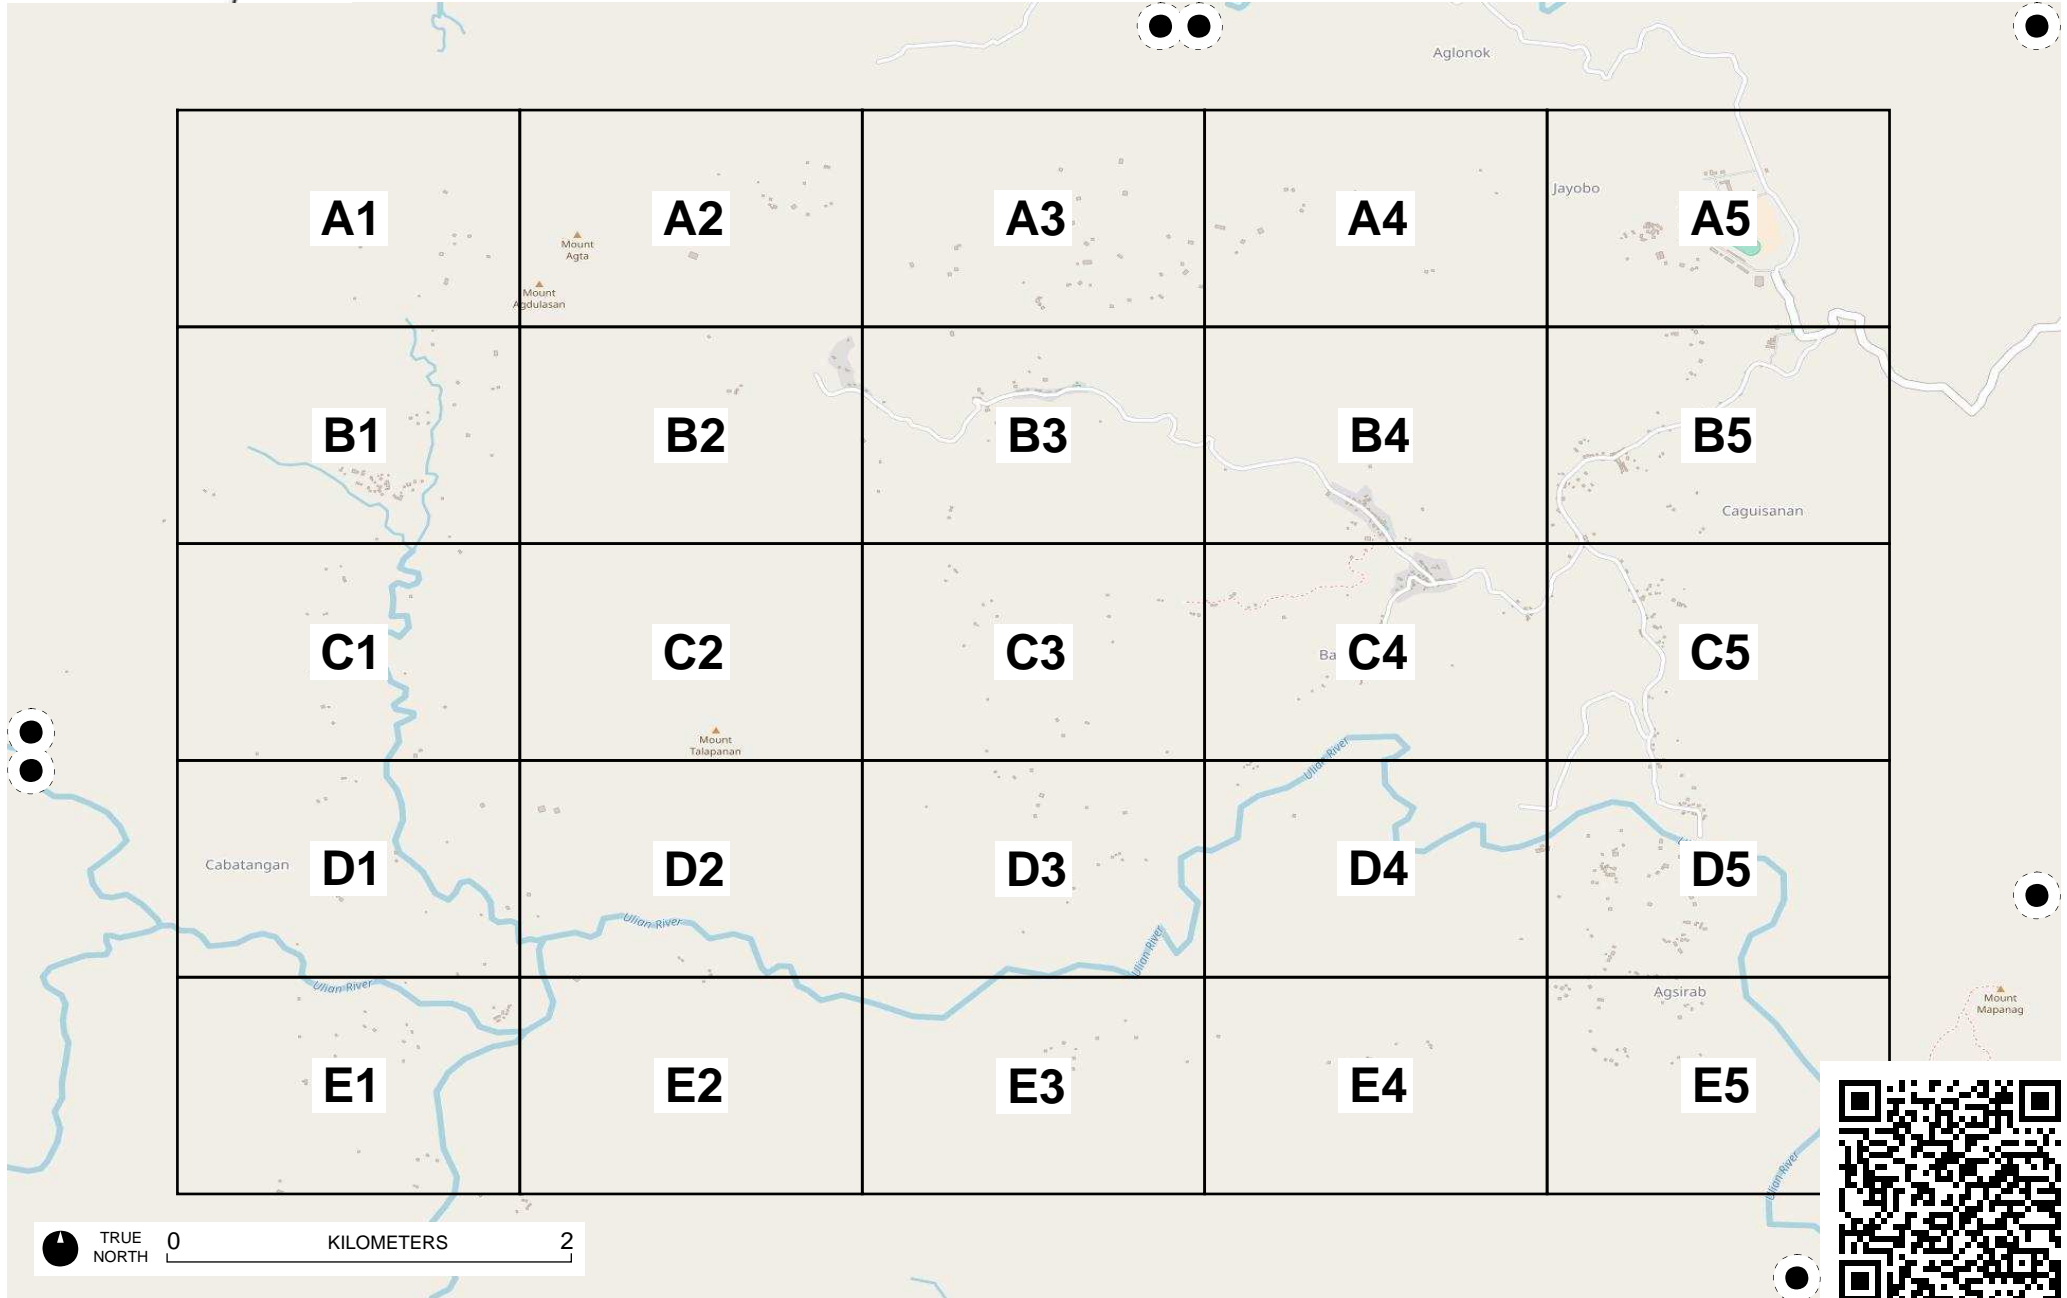 Aglonok
A1
A2
A3
A4
Jayobo
A5
Mount
Agta
Mount
Agdulasan
B1
B2
B3
B4
B5
Caguisanan
C1
C2
C3
Ba
C4
C5
Mount
Talapanan
Ulian River
Cabatangan
D1
D2
D3
D4
D5
Ulian River
Ulian River
Ulian River
Agsirab
Mount
Mapanag
E1
E2
E3
E4
E5
Ulian River
TRUE
NORTH
0 KILOMETERS 2